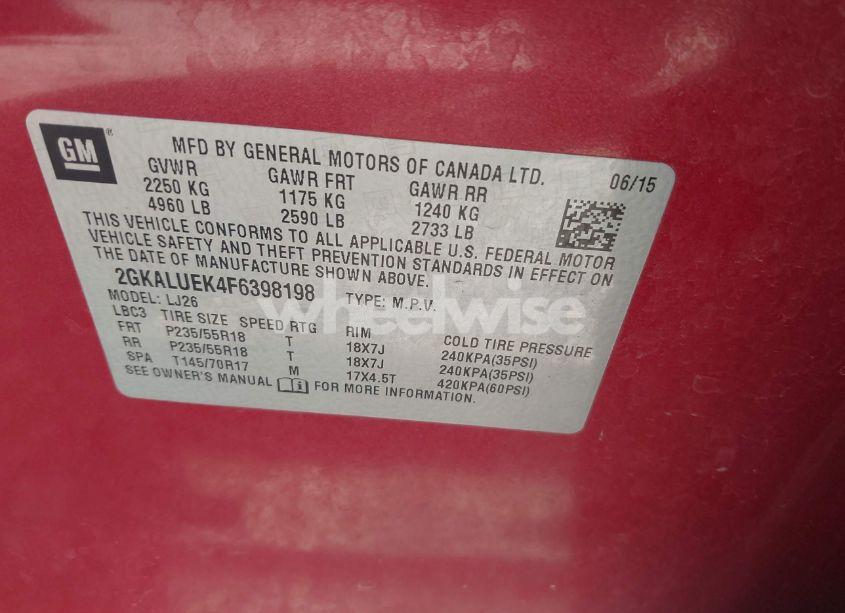 GM ®
MFD BY GENERAL MOTORS OF CANADA LTD. 06/15
GVWR GAWR FRT GAWR RR
2250 KG 1175 KG 1240 KG
4960 LB 2590 LB 2733 LB
THIS VEHICLE CONFORMS TO ALL APPLICABLE U.S. FEDERAL MOTOR
VEHICLE SAFETY AND THEFT PREVENTION STANDARDS IN EFFECT ON
THE DATE OF MANUFACTURE SHOWN ABOVE.
2GKALUEK4F6398198 TYPE: M.P.V.
MODEL: LJ26
LBC3 TIRE SIZE SPEED RTG RIM COLD TIRE PRESSURE
FRT P235/55R18 T 18X7J 240KPA(35PSI)
RR P235/55R18 T 18X7J 240KPA(35PSI)
SPA T145/70R17 M 17X4.5T 420KPA(60PSI)
SEE OWNER'S MANUAL i FOR MORE INFORMATION.
wheelwise